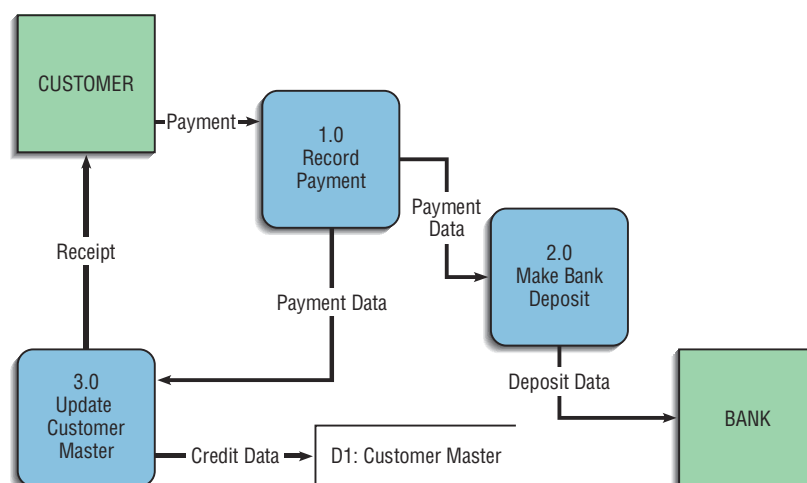 CUSTOMER
Payment
1.0
Record
Payment
Payment
Data
2.0
Make Bank
Deposit
Receipt
Payment Data
3.0
Update
Customer
Master
Deposit Data
BANK
Credit Data
D1: Customer Master